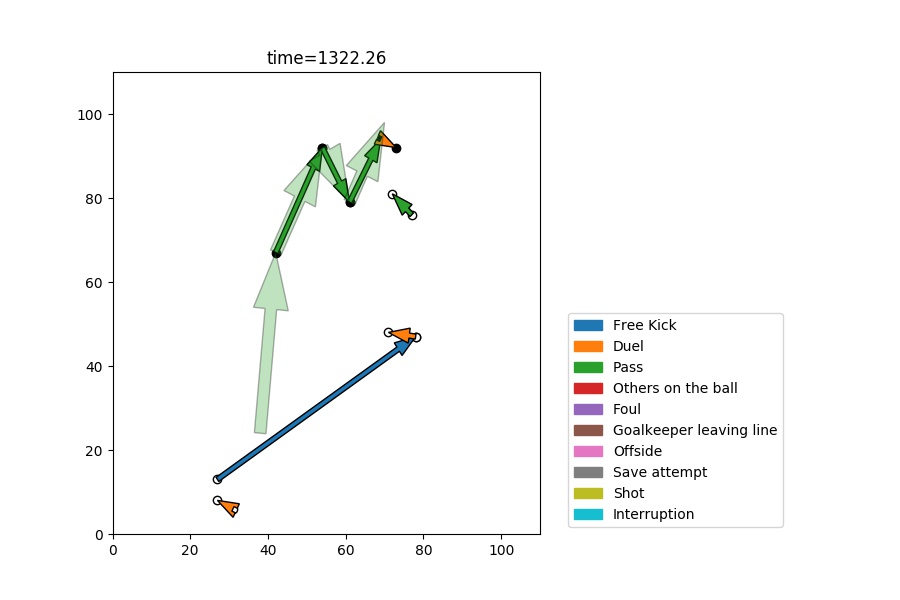 time=1322.26
100
80
60
40
20
0
0 20 40 60 80 100
Free Kick
Duel
Pass
Others on the ball
Foul
Goalkeeper leaving line
Offside
Save attempt
Shot
Interruption